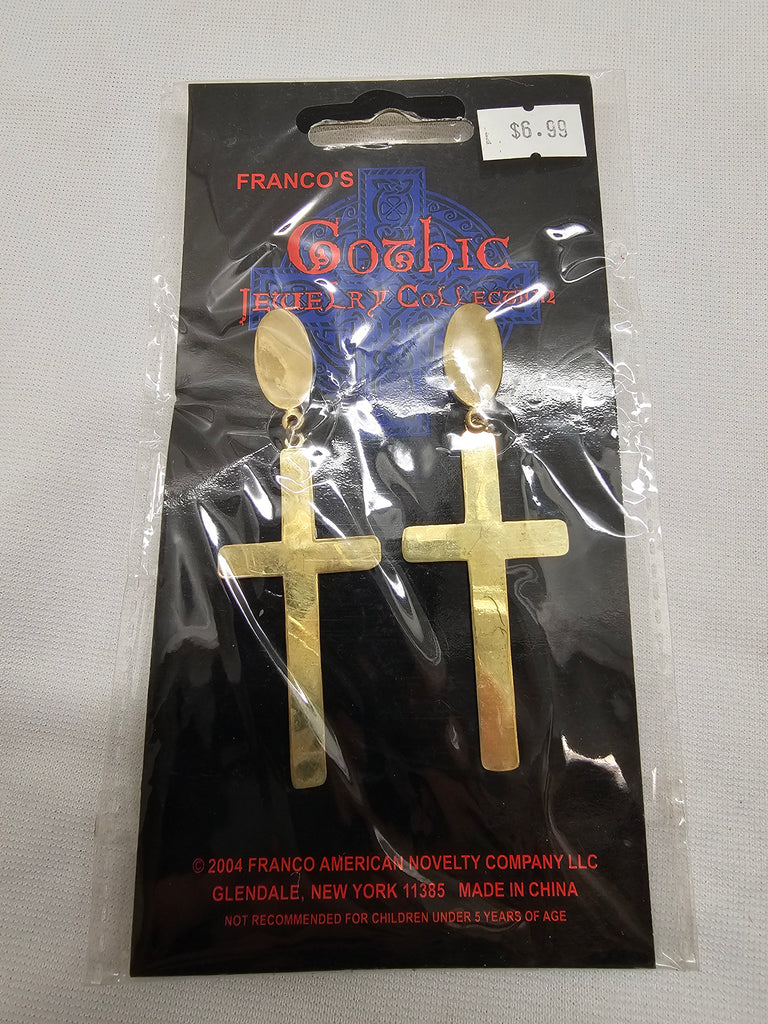 $6.99
FRANCO'S
Gothic
Jewelry Collection
© 2004 FRANCO AMERICAN NOVELTY COMPANY LLC
GLENDALE, NEW YORK 11385 MADE IN CHINA
NOT RECOMMENDED FOR CHILDREN UNDER 5 YEARS OF AGE